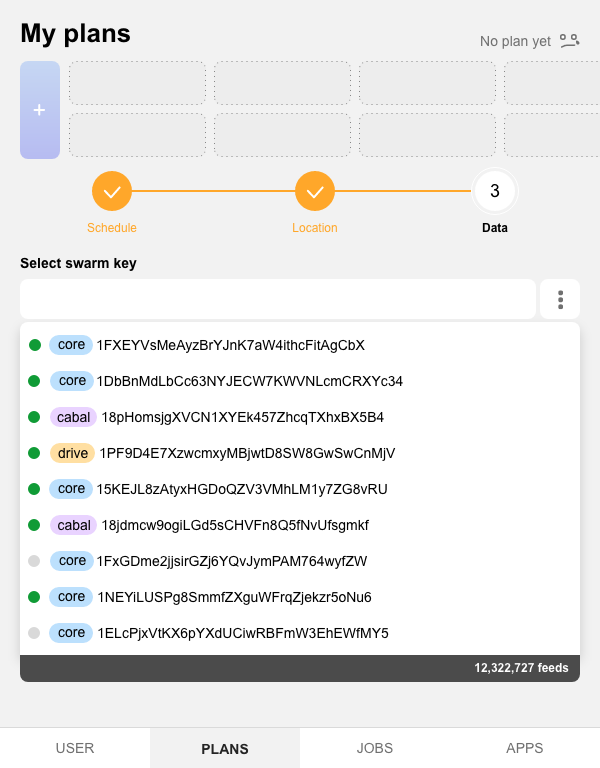 My plans
No plan yet
+
3
Schedule
Location
Data
Select swarm key
core 1FXEYVsMeAyzBrYJnK7aW4ithcFitAgCbX
core 1DbBnMdLbCc63NYJECW7KWVNLcmCRXYc34
cabal 18pHomsjgXVCN1XYEk457ZhcqTXhxBX5B4
drive 1PF9D4E7XzwcmxyMBjwtD8SW8GwSwCnMjV
core 15KEJL8zAtyxHGDoQZV3VMhLM1y7ZG8vRU
cabal 18jdmcw9ogiLGd5sCHVFn8Q5fNvUfsgmkf
core 1FxGDme2jjsirGZj6YQvJymPAM764wyfZW
core 1NEYiLUSPg8SmmfZXguWFrqZjekzr5oNu6
core 1ELcPjxVtKX6pYXdUCiwRBFmW3EhEWfMY5
12,322,727 feeds
USER
PLANS
JOBS
APPS